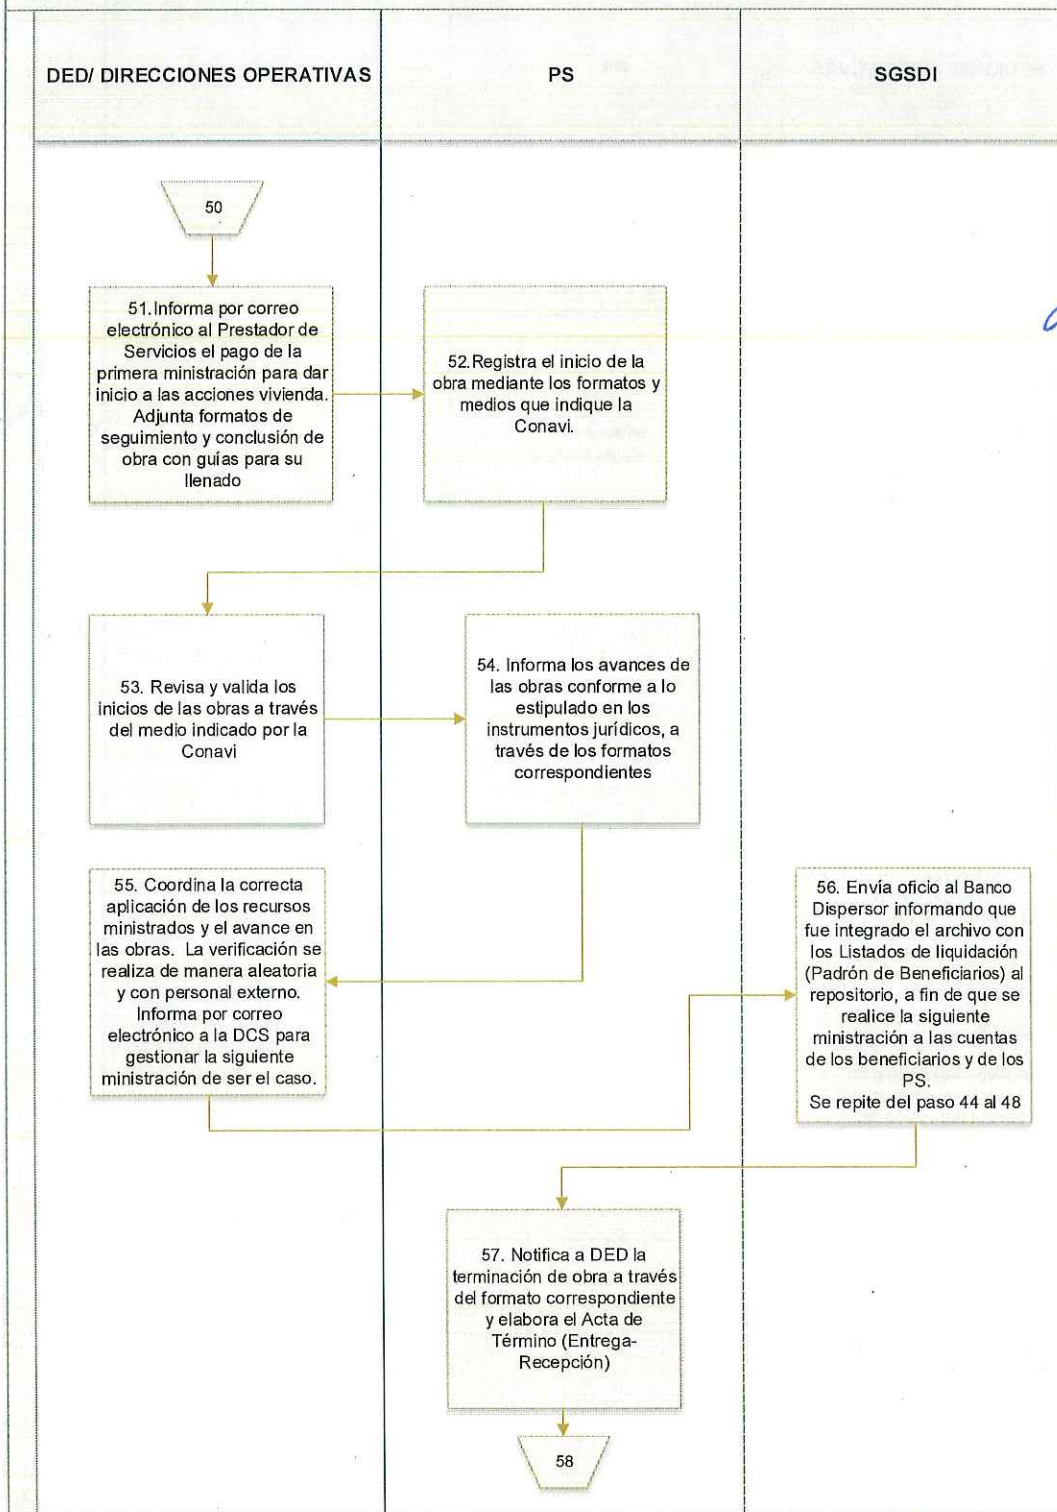 DED/ DIRECCIONES OPERATIVAS
PS
SGSDI
50
51.Informa por correo
electrónico al Prestador de
Servicios el pago de la
primera ministración para dar
inicio a las acciones vivienda.
Adjunta formatos de
seguimiento y conclusión de
obra con guías para su
llenado
52.Registra el inicio de la
obra mediante los formatos y
medios que indique la
Conavi.
53. Revisa y valida los
inicios de las obras a través
del medio indicado por la
Conavi
54. Informa los avances de
las obras conforme a lo
estipulado en los
instrumentos jurídicos, a
través de los formatos
correspondientes
55. Coordina la correcta
aplicación de los recursos
ministrados y el avance en
las obras. La verificación se
realiza de manera aleatoria
y con personal externo.
Informa por correo
electrónico a la DCS para
gestionar la siguiente
ministración de ser el caso.
56. Envía oficio al Banco
Dispersor informando que
fue integrado el archivo con
los Listados de liquidación
(Padrón de Beneficiarios) al
repositorio, a fin de que se
realice la siguiente
ministración a las cuentas
de los beneficiarios y de los
PS.
Se repite del paso 44 al 48
57. Notifica a DED la
terminación de obra a través
del formato correspondiente
y elabora el Acta de
Término (Entrega-
Recepción)
58